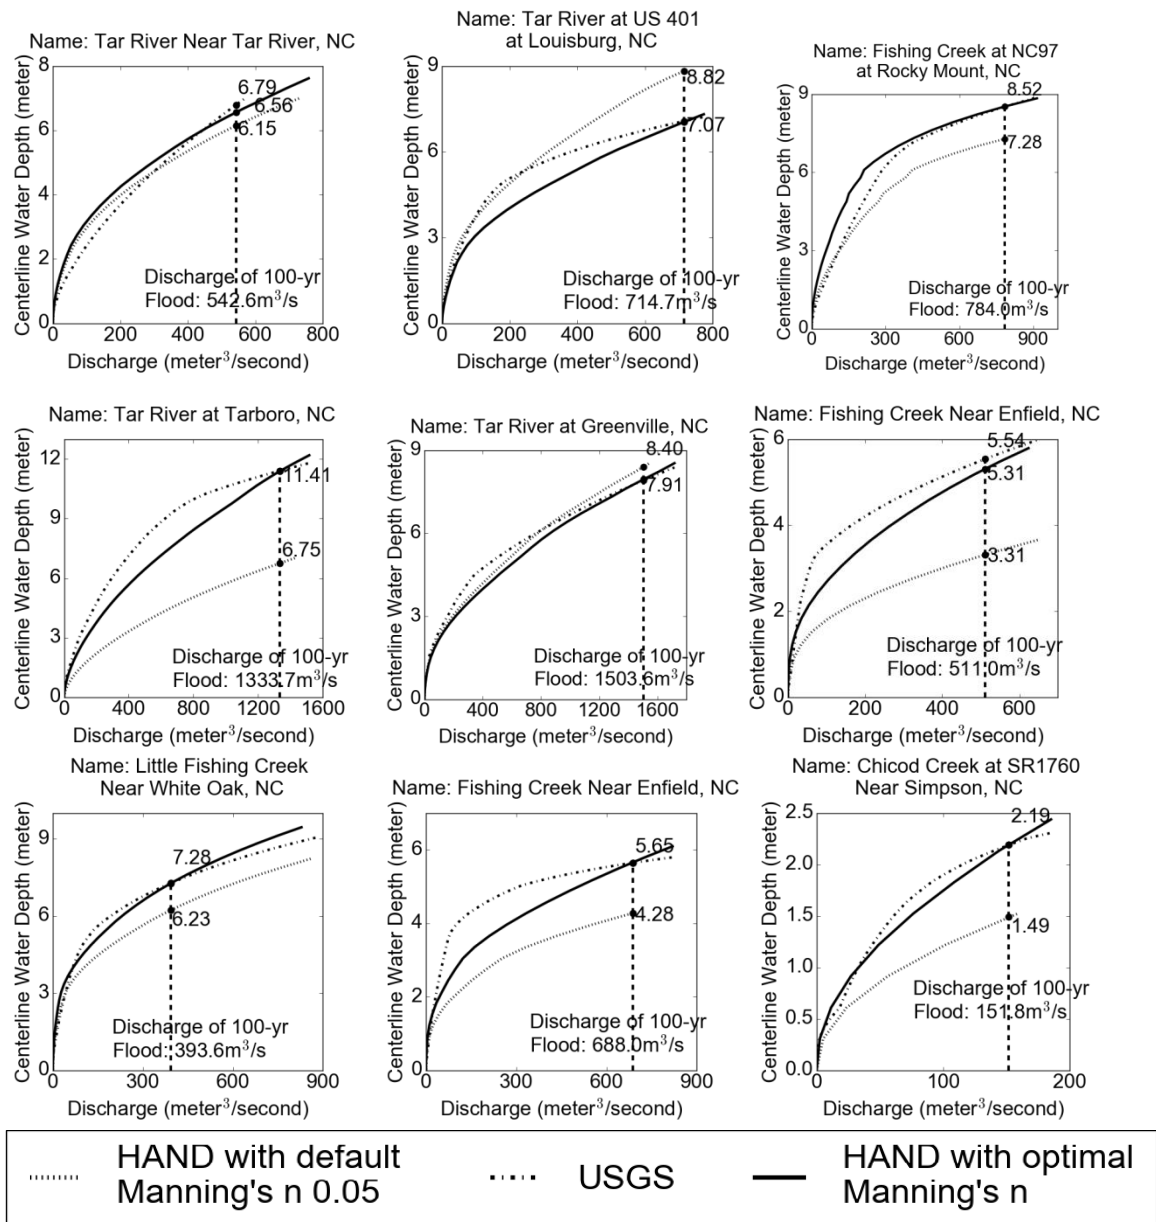 Name: Tar River Near Tar River, NC
Centerline Water Depth (meter)
8
6
4
2
0
6.79
6.56
6.15
Discharge of 100-yr
Flood: 542.6m³/s
0 200 400 600 800
Discharge (meter³/second)
Name: Tar River at US 401
at Louisburg, NC
Centerline Water Depth (meter)
9
6
3
0
8.82
7.07
Discharge of 100-yr
Flood: 714.7m³/s
0 200 400 600 800
Discharge (meter³/second)
Name: Fishing Creek at NC97
at Rocky Mount, NC
Centerline Water Depth (meter)
9
6
3
0
8.52
7.28
Discharge of 100-yr
Flood: 784.0m³/s
0 300 600 900
Discharge (meter³/second)
Name: Tar River at Tarboro, NC
Centerline Water Depth (meter)
12
9
6
3
0
11.41
6.75
Discharge of 100-yr
Flood: 1333.7m³/s
0 400 800 1200 1600
Discharge (meter³/second)
Name: Tar River at Greenville, NC
Centerline Water Depth (meter)
9
6
3
0
8.40
7.91
Discharge of 100-yr
Flood: 1503.6m³/s
0 400 800 1200 1600
Discharge (meter³/second)
Name: Fishing Creek Near Enfield, NC
Centerline Water Depth (meter)
6
4
2
0
5.54
5.31
3.31
Discharge of 100-yr
Flood: 511.0m³/s
0 200 400 600
Discharge (meter³/second)
Name: Little Fishing Creek
Near White Oak, NC
Centerline Water Depth (meter)
9
6
3
0
7.28
6.23
Discharge of 100-yr
Flood: 393.6m³/s
0 300 600 900
Discharge (meter³/second)
Name: Fishing Creek Near Enfield, NC
Centerline Water Depth (meter)
6
4
2
0
5.65
4.28
Discharge of 100-yr
Flood: 688.0m³/s
0 300 600 900
Discharge (meter³/second)
Name: Chicod Creek at SR1760
Near Simpson, NC
Centerline Water Depth (meter)
2.5
2.0
1.5
1.0
0.5
0.0
2.19
1.49
Discharge of 100-yr
Flood: 151.8m³/s
0 100 200
Discharge (meter³/second)
HAND with default
Manning's n 0.05
USGS
HAND with optimal
Manning's n